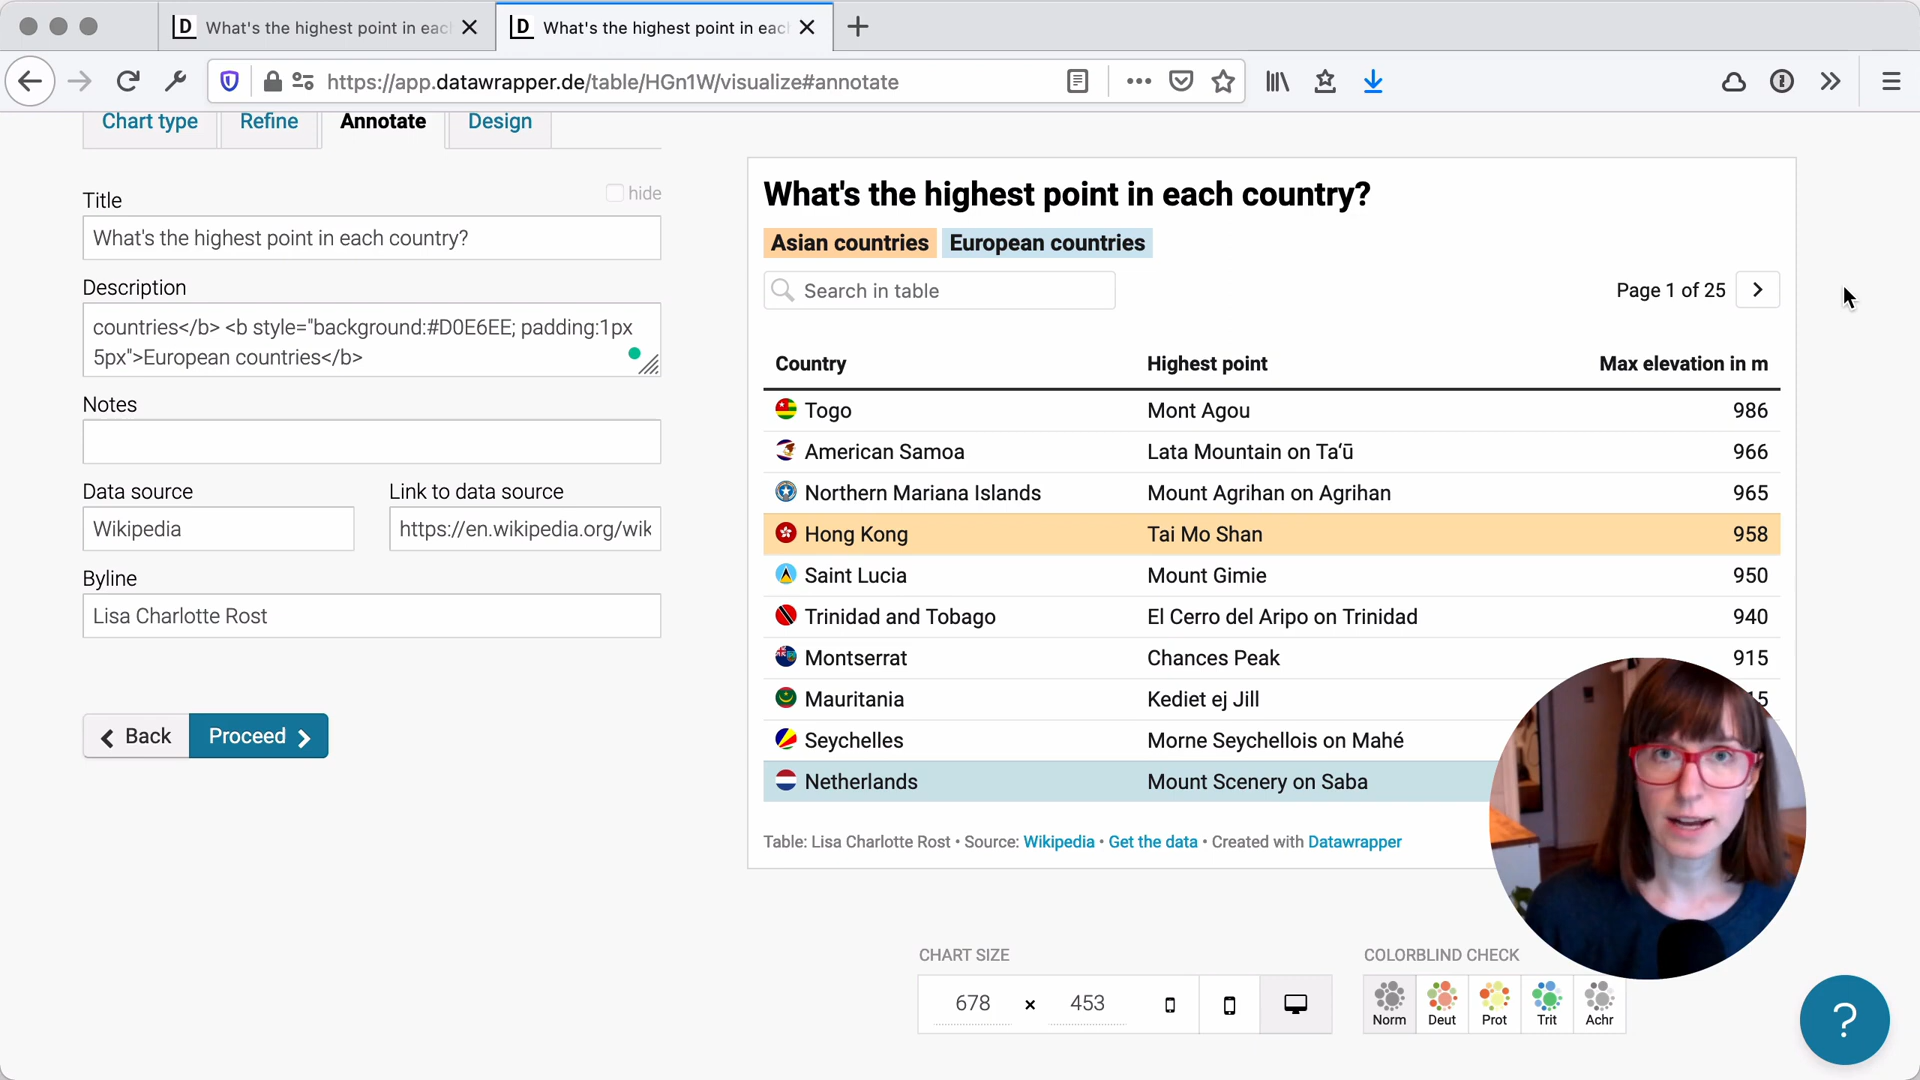 What's the highest point in eac
What's the highest point in eac
https://app.datawrapper.de/table/HGn1W/visualize#annotate
Chart type
Refine
Annotate
Design
Title
hide
What's the highest point in each country?
Description
countries</b> <b style="background:#D0E6EE; padding:1px
5px">European countries</b>
Notes
Data source
Link to data source
Wikipedia
https://en.wikipedia.org/wik
Byline
Lisa Charlotte Rost
Back
Proceed
What's the highest point in each country?
Asian countries European countries
Search in table
Page 1 of 25
Country Highest point Max elevation in m
Togo Mont Agou 986
American Samoa Lata Mountain on Taʻū 966
Northern Mariana Islands Mount Agrihan on Agrihan 965
Hong Kong Tai Mo Shan 958
Saint Lucia Mount Gimie 950
Trinidad and Tobago El Cerro del Aripo on Trinidad 940
Montserrat Chances Peak 915
Mauritania Kediet ej Jill
Seychelles Morne Seychellois on Mahé
Netherlands Mount Scenery on Saba
Table: Lisa Charlotte Rost • Source: Wikipedia • Get the data • Created with Datawrapper
CHART SIZE
678 × 453
COLORBLIND CHECK
Norm Deut Prot Trit Achr
?